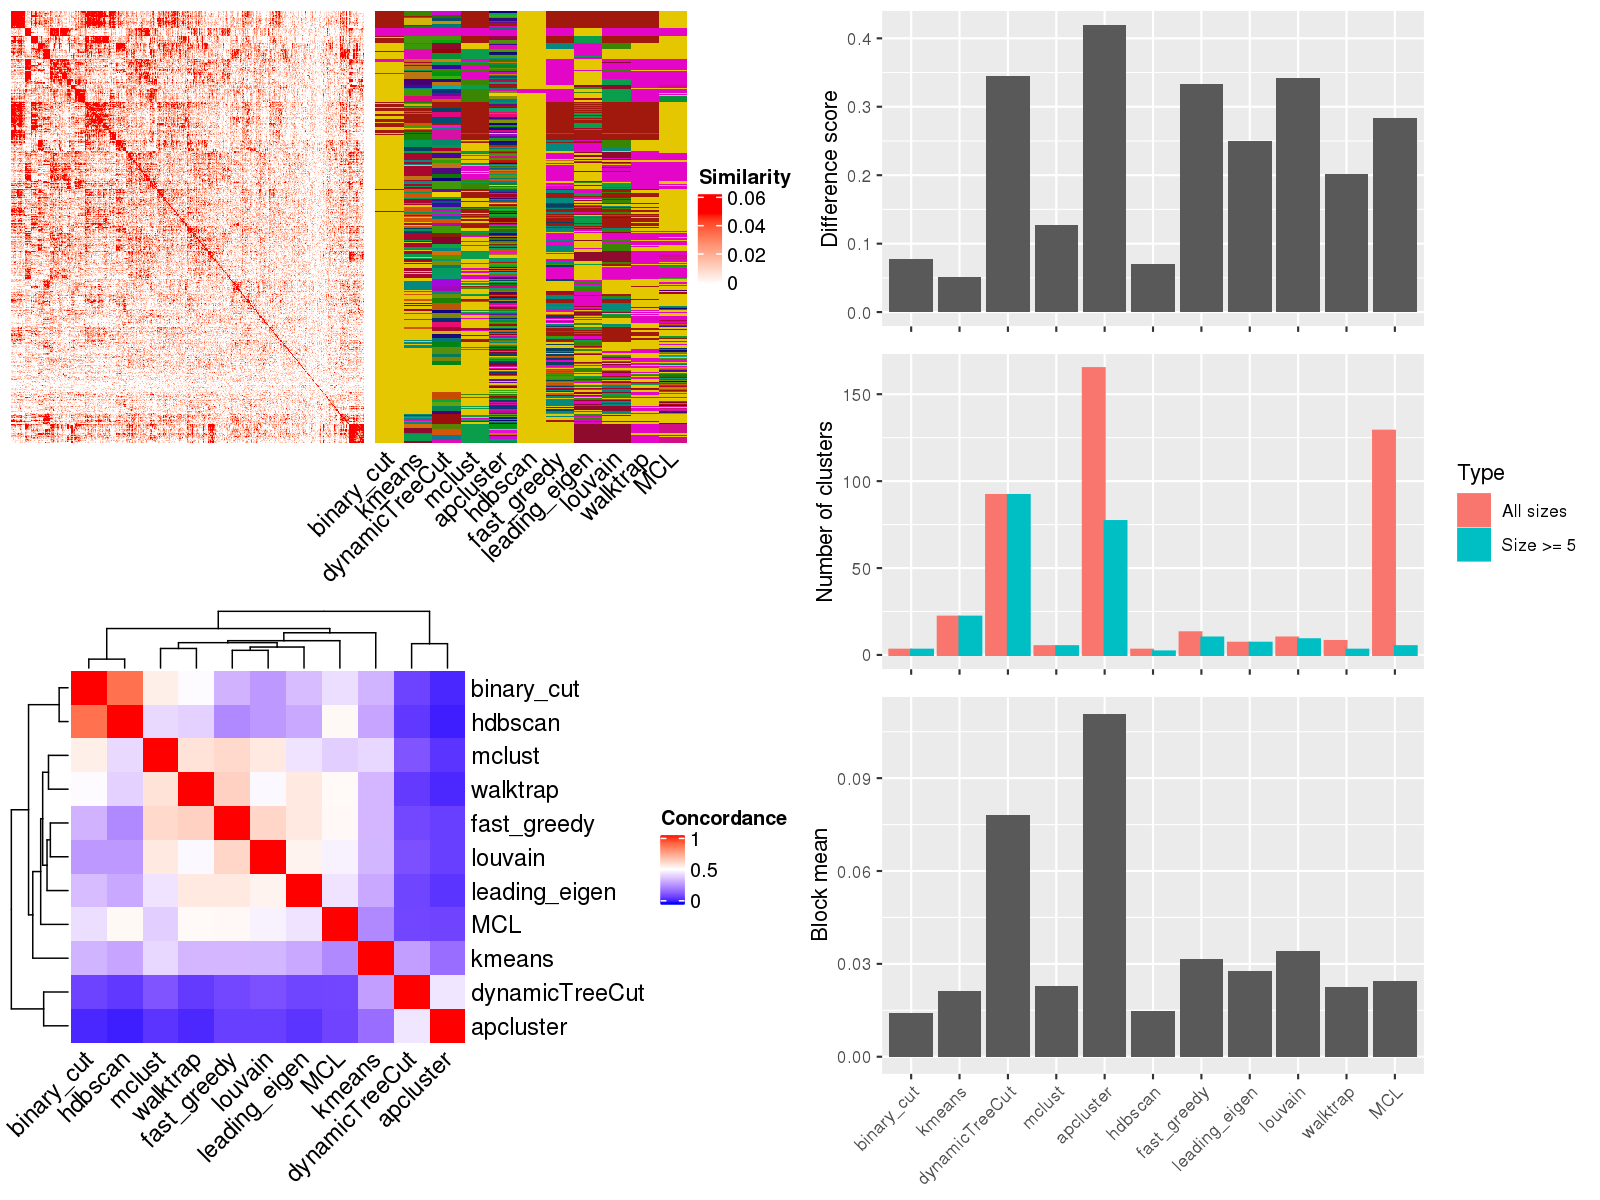 Similarity
0.06
0.04
0.02
0
binary_cut
kmeans
dynamicTreeCut
mclust
apcluster
hdbscan
fast_greedy
leading_eigen
louvain
walktrap
MCL
binary_cut
hdbscan
mclust
walktrap
fast_greedy
louvain
leading_eigen
MCL
kmeans
dynamicTreeCut
apcluster
Concordance
1
0.5
0
binary_cut
hdbscan
mclust
walktrap
fast_greedy
louvain
leading_eigen
MCL
kmeans
dynamicTreeCut
apcluster
Difference score
0.4
0.3
0.2
0.1
0.0
Number of clusters
150
100
50
0
Type
All sizes
Size >= 5
Block mean
0.09
0.06
0.03
0.00
binary_cut
kmeans
dynamicTreeCut
mclust
apcluster
hdbscan
fast_greedy
leading_eigen
louvain
walktrap
MCL